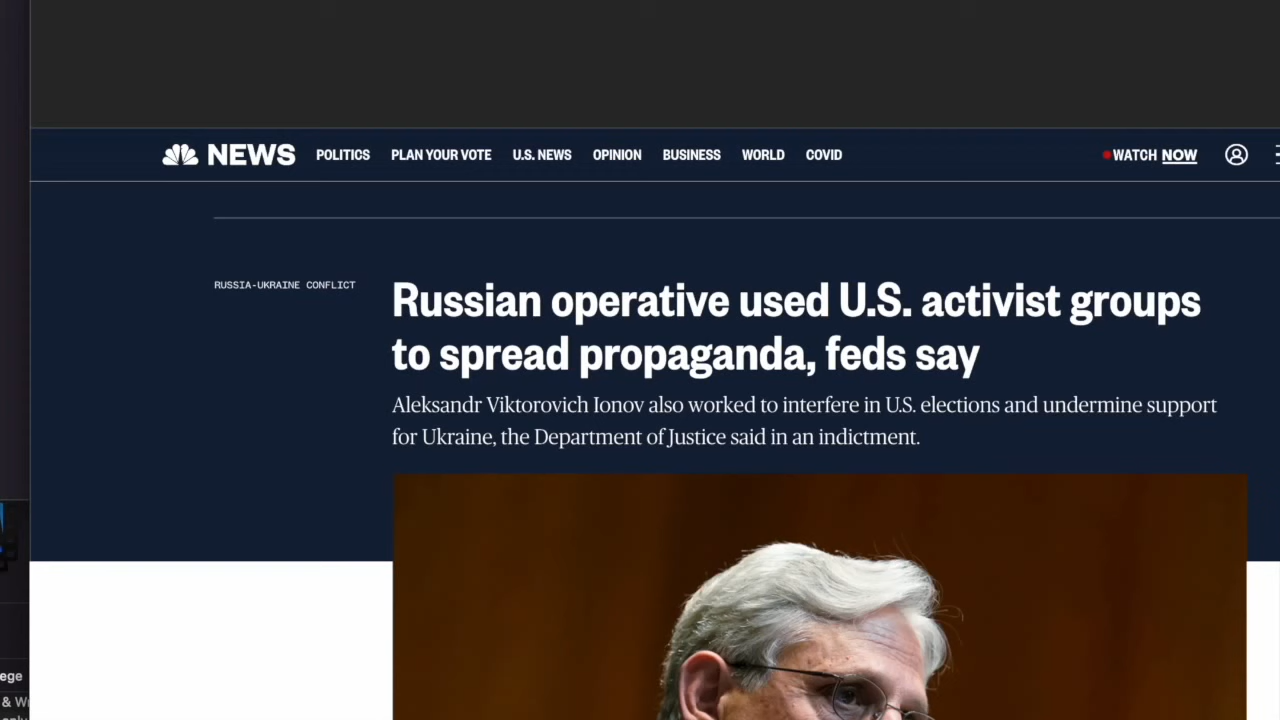 NEWS POLITICS PLAN YOUR VOTE U.S. NEWS OPINION BUSINESS WORLD COVID WATCH NOW
RUSSIA-UKRAINE CONFLICT
Russian operative used U.S. activist groups
to spread propaganda, feds say
Aleksandr Viktorovich Ionov also worked to interfere in U.S. elections and undermine support
for Ukraine, the Department of Justice said in an indictment.
ege